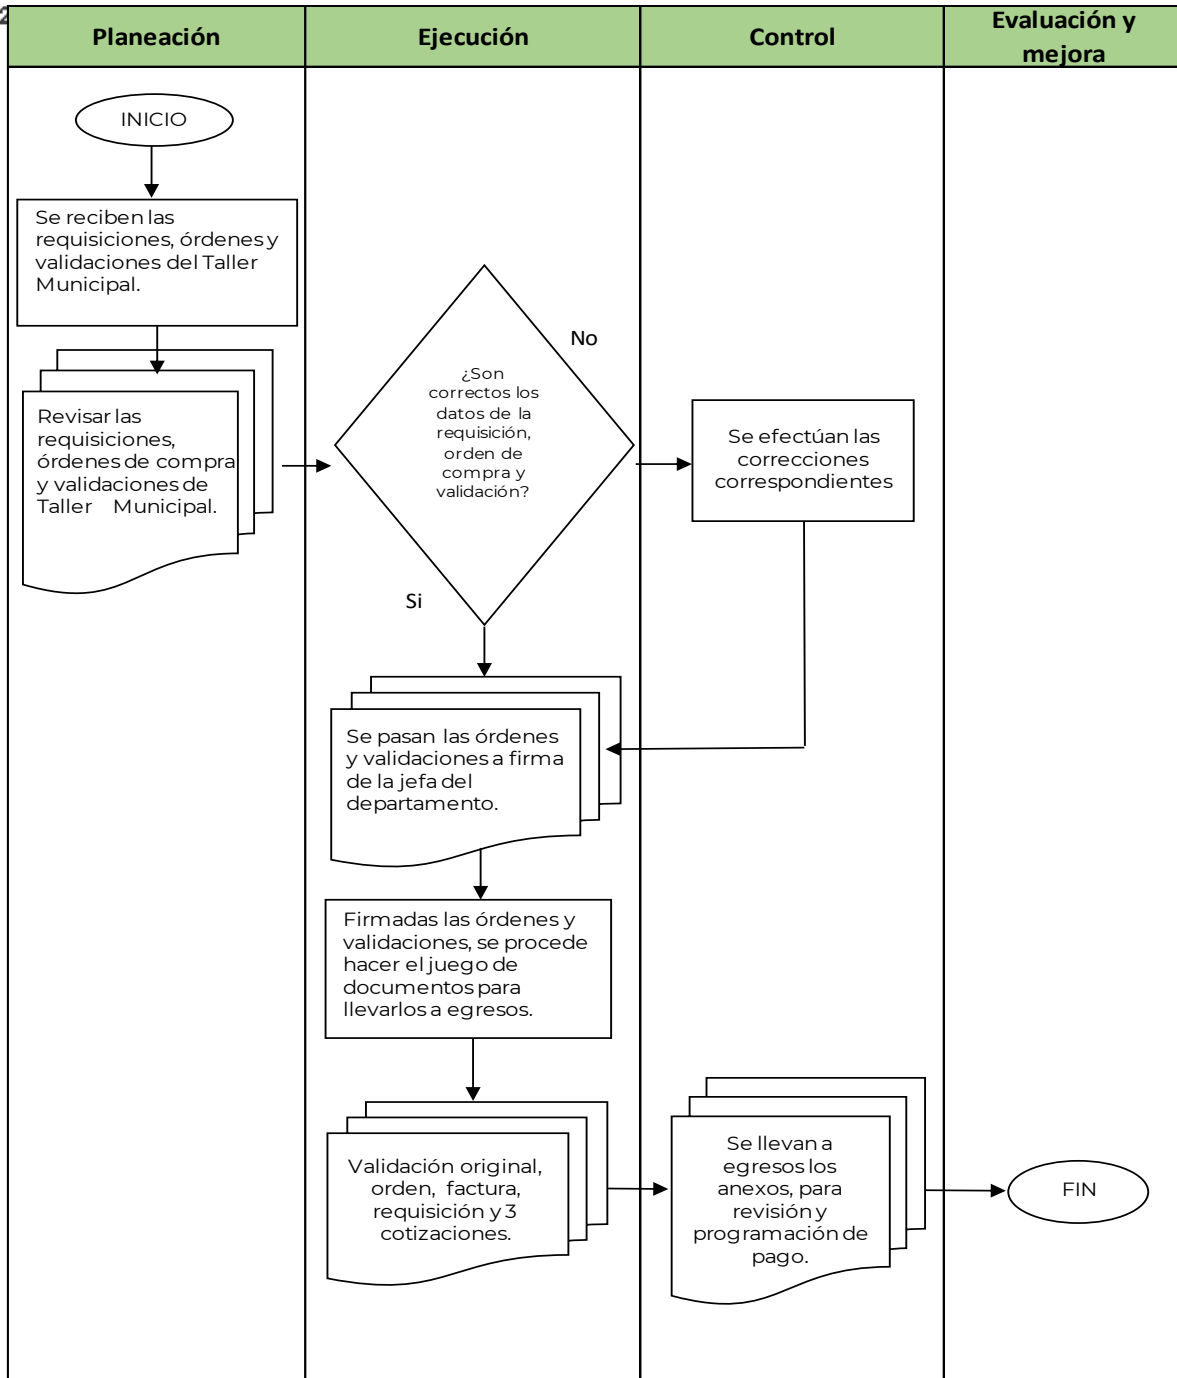 2
Planeación
Ejecución
Control
Evaluación y
mejora
INICIO
Se reciben las
requisiciones, órdenes y
validaciones del Taller
Municipal.
Revisar las
requisiciones,
órdenes de compra
y validaciones de
Taller Municipal.
¿Son
correctos los
datos de la
requisición,
orden de
compra y
validación?
No
Si
Se efectúan las
correcciones
correspondientes
Se pasan las órdenes
y validaciones a firma
de la jefa del
departamento.
Firmadas las órdenes y
validaciones, se procede
hacer el juego de
documentos para
llevarlos a egresos.
Validación original,
orden, factura,
requisición y 3
cotizaciones.
Se llevan a
egresos los
anexos, para
revisión y
programación de
pago.
FIN